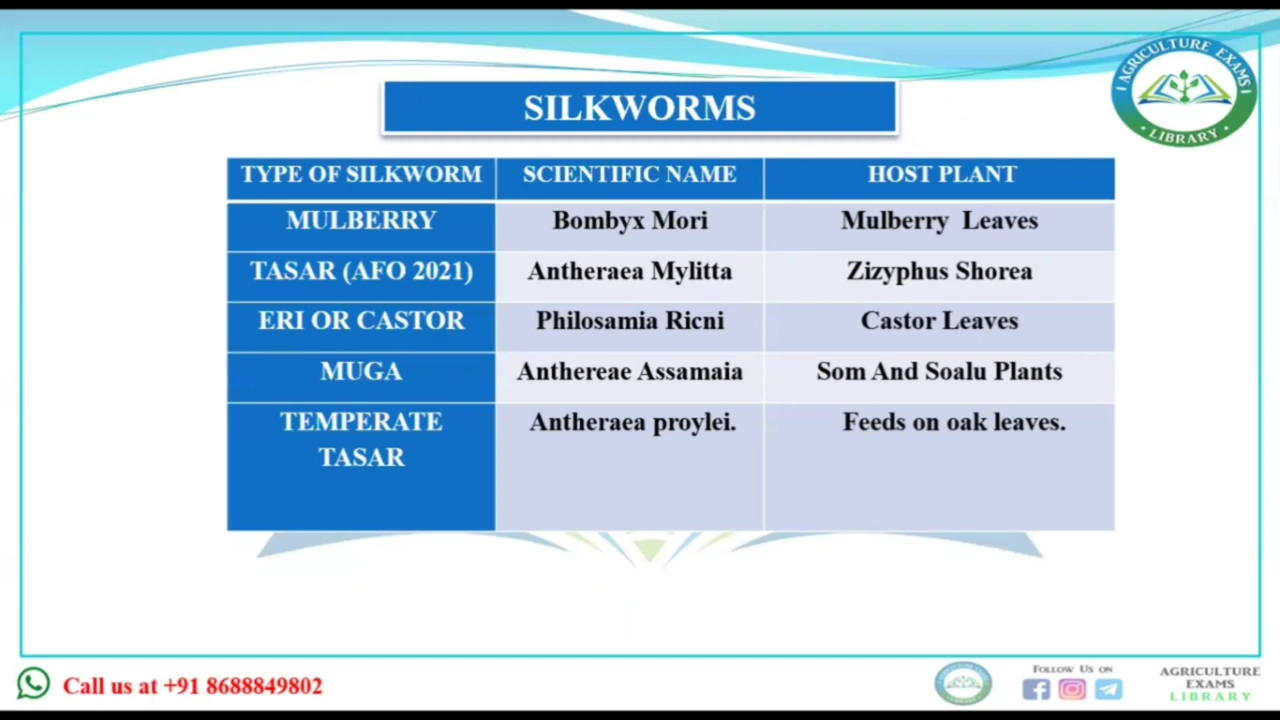 AGRICULTURE EXAMS
LIBRARY
SILKWORMS
TYPE OF SILKWORM SCIENTIFIC NAME HOST PLANT
MULBERRY Bombyx Mori Mulberry Leaves
TASAR (AFO 2021) Antheraea Mylitta Zizyphus Shorea
ERI OR CASTOR Philosamia Ricni Castor Leaves
MUGA Anthereae Assamaia Som And Soalu Plants
TEMPERATE Antheraea proylei. Feeds on oak leaves.
TASAR
Call us at +91 8688849802
FOLLOW US ON
AGRICULTURE
EXAMS
LIBRARY